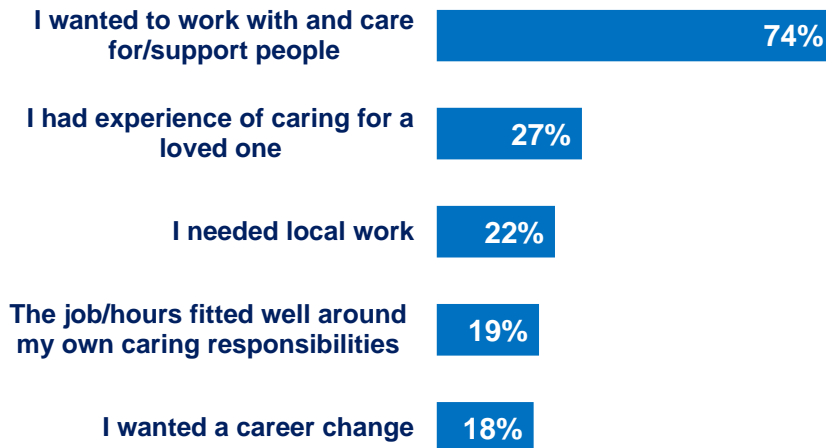 I wanted to work with and care
for/support people
74%
I had experience of caring for a
loved one
27%
I needed local work
22%
The job/hours fitted well around
my own caring responsibilities
19%
I wanted a career change
18%